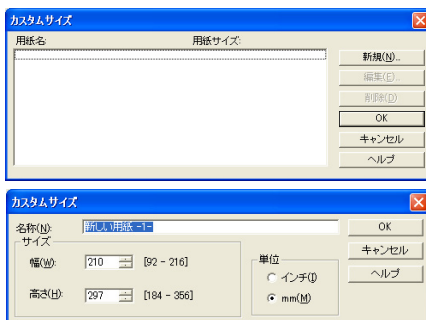 カスタムサイズ
用紙名: 用紙サイズ:
新規(N)...
編集(E)...
削除(D)
OK
キャンセル
ヘルプ
カスタムサイズ
名称(N): 新しい用紙 -1-
OK
サイズ
キャンセル
幅(W): 210 [92 - 216]
単位
ヘルプ
インチ(I)
高さ(H): 297 [184 - 356]
mm(M)